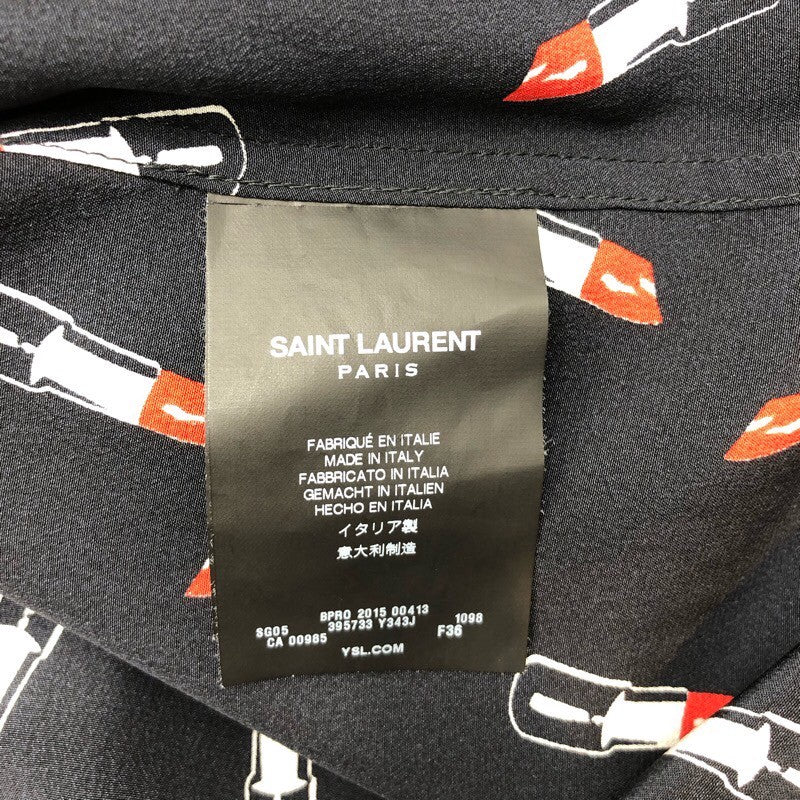 SAINT LAURENT
PARIS
FABRIQUÉ EN ITALIE
MADE IN ITALY
FABBRICATO IN ITALIA
GEMACHT IN ITALIEN
HECHO EN ITALIA
イタリア製
意大利制造
BPRO 2015 00413
SG05 395733 Y343J 1098
CA 00985 F36
YSL.COM